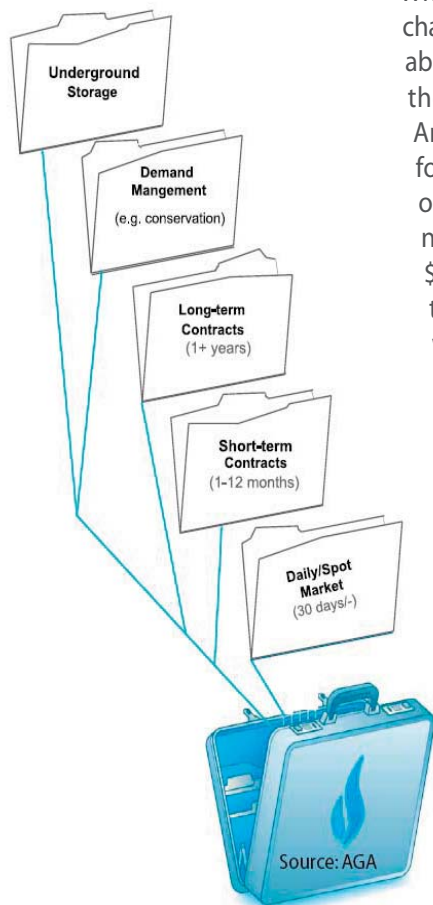 Underground
Storage
Demand
Mangement
(e.g. conservation)
Long-term
Contracts
(1+ years)
Short-term
Contracts
(1-12 months)
Daily/Spot
Market
(30 days/-)
Source: AGA